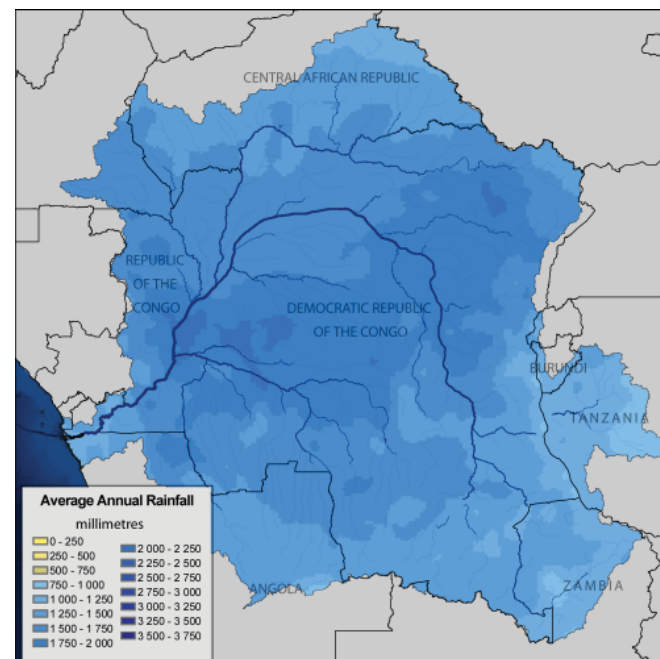 CENTRAL AFRICAN REPUBLIC
REPUBLIC
OF THE
CONGO
DEMOCRATIC REPUBLIC
OF THE CONGO
BURUNDI
TANZANIA
ANGOLA
ZAMBIA
Average Annual Rainfall
millimetres
0 - 250
250 - 500
500 - 750
750 - 1 000
1 000 - 1 250
1 250 - 1 500
1 500 - 1 750
1 750 - 2 000
2 000 - 2 250
2 250 - 2 500
2 500 - 2 750
2 750 - 3 000
3 000 - 3 250
3 250 - 3 500
3 500 - 3 750